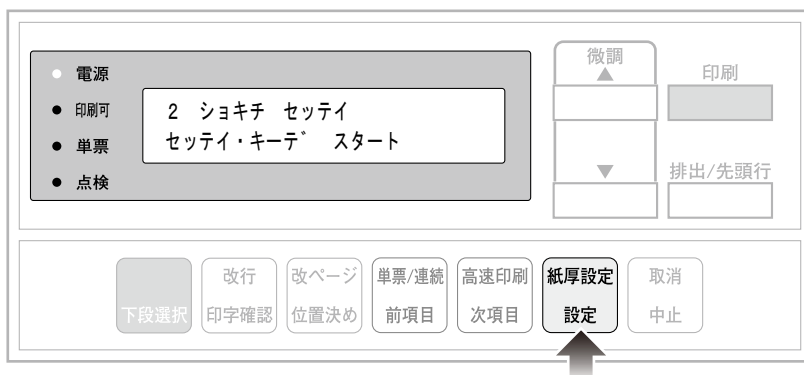 電源
印刷可
単票
点検
2 ショキチ セッテイ
セッテイ・キーデ゛ スタート
微調
▲
▼
印刷
排出/先頭行
下段選択
改行
印字確認
改ページ
位置決め
単票/連続
前項目
高速印刷
次項目
紙厚設定
設定
取消
中止